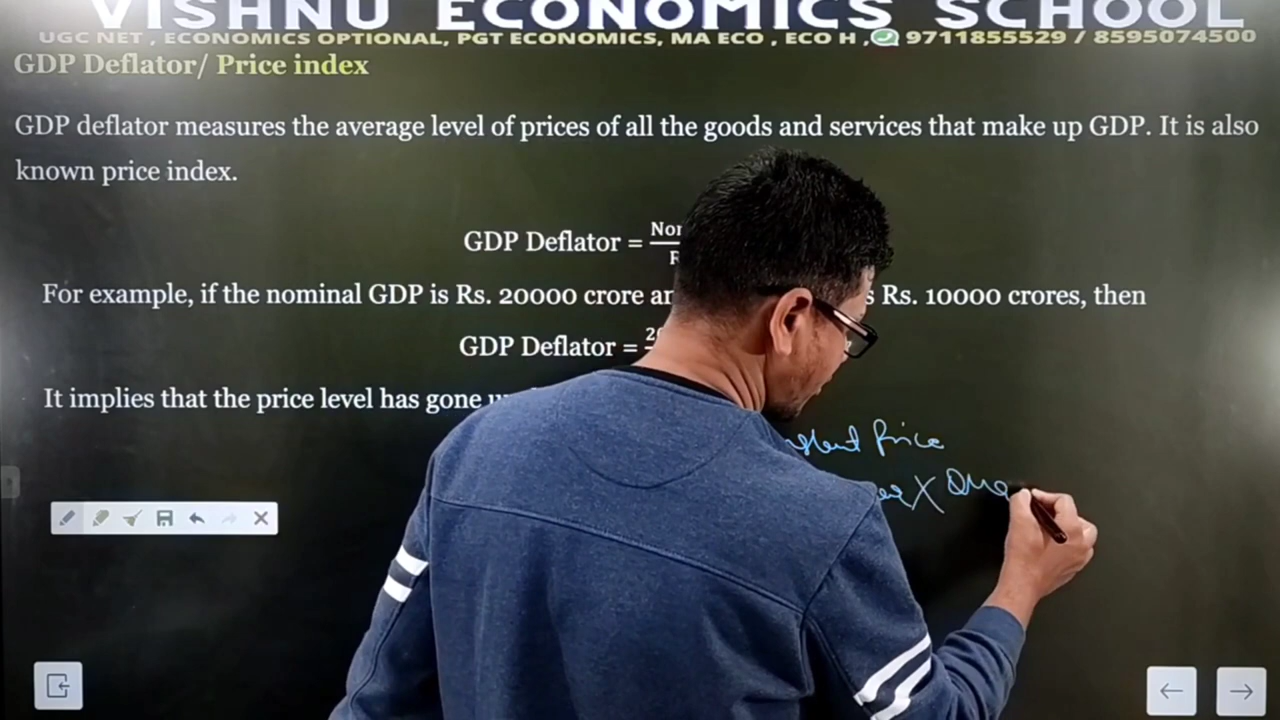 VISHNU ECONOMICS SCHOOL
UGC NET , ECONOMICS OPTIONAL, PGT ECONOMICS, MA ECO , ECO H , 9711855529 / 8595074500
GDP Deflator/ Price index
GDP deflator measures the average level of prices of all the goods and services that make up GDP. It is also
known price index.
GDP Deflator =
For example, if the nominal GDP is Rs. 20000 crore Rs. 10000 crores, then
GDP Deflator =
It implies that the price level has gone
Price
X